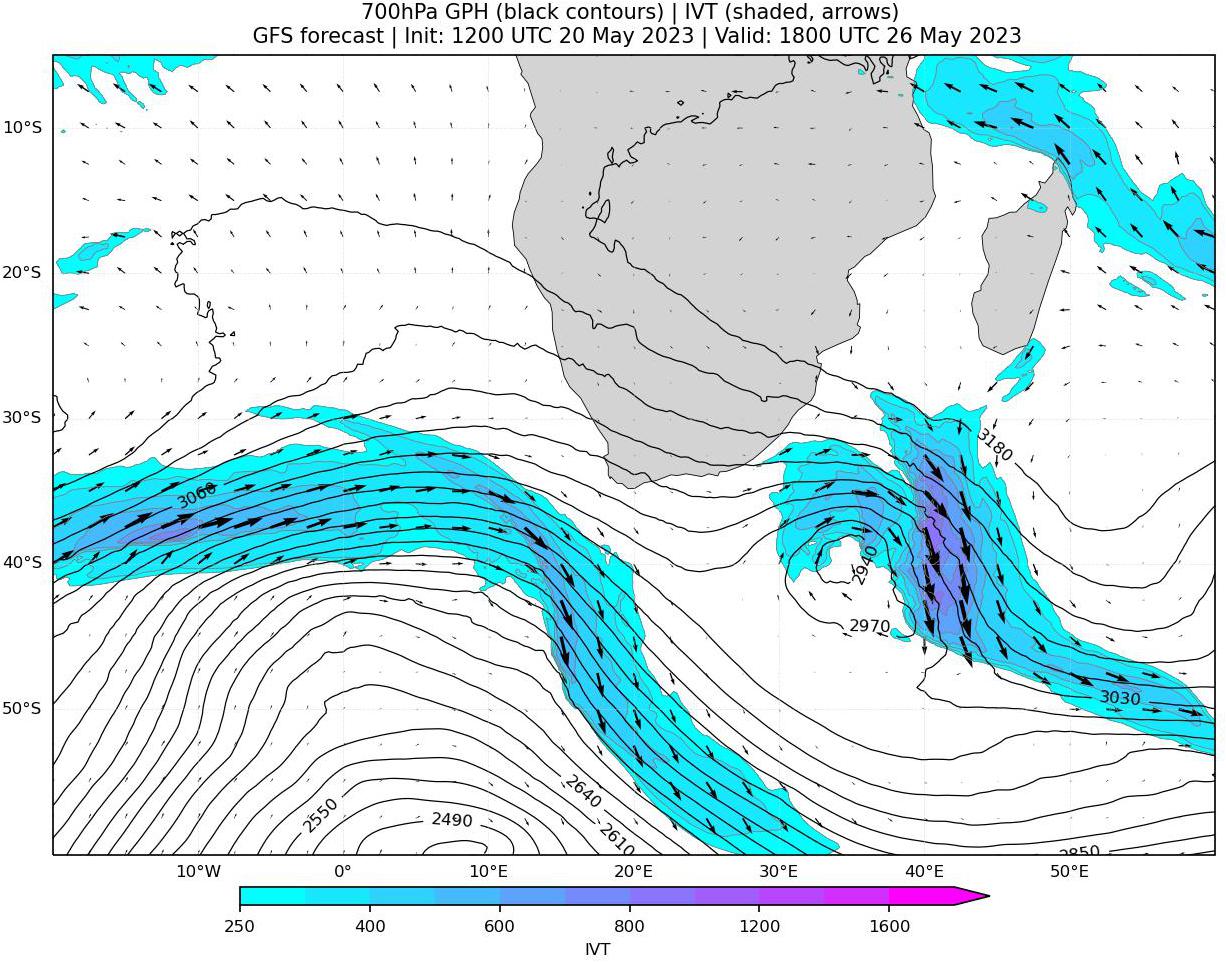 700hPa GPH (black contours) | IVT (shaded, arrows)
GFS forecast | Init: 1200 UTC 20 May 2023 | Valid: 1800 UTC 26 May 2023
10°S
20°S
30°S
3180
3060
40°S
2940
2970
50°S
3030
2640
2550
2490
2610
2850
10°W 0° 10°E 20°E 30°E 40°E 50°E
250 400 600 800 1200 1600
IVT